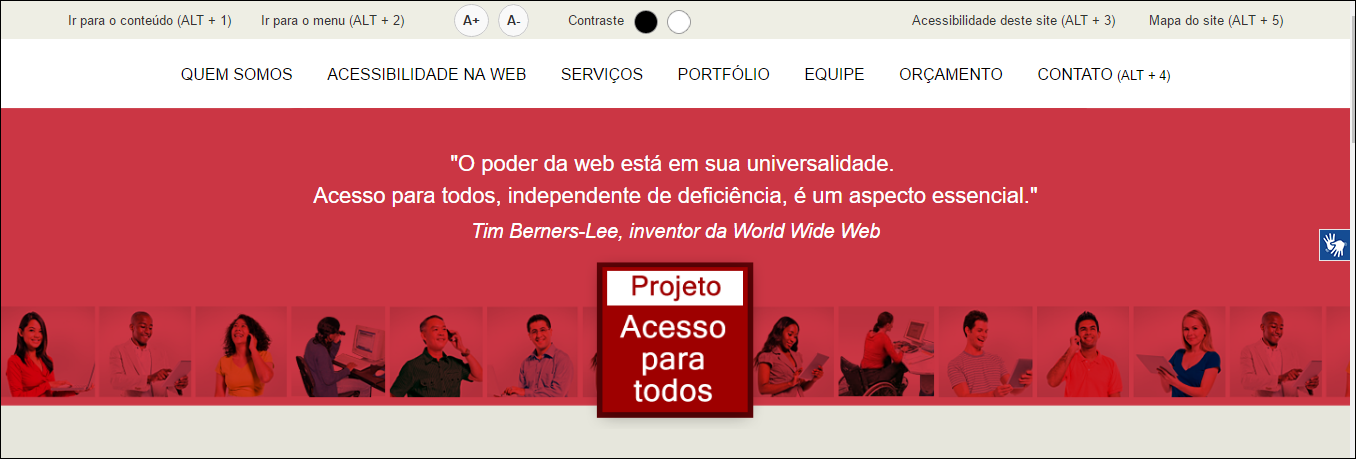 Ir para o conteúdo (ALT + 1) Ir para o menu (ALT + 2) A+ A- Contraste Acessibilidade deste site (ALT + 3) Mapa do site (ALT + 5)
QUEM SOMOS ACESSIBILIDADE NA WEB SERVIÇOS PORTFÓLIO EQUIPE ORÇAMENTO CONTATO (ALT + 4)
"O poder da web está em sua universalidade.
Acesso para todos, independente de deficiência, é um aspecto essencial."
Tim Berners-Lee, inventor da World Wide Web
Projeto
Acesso
para
todos